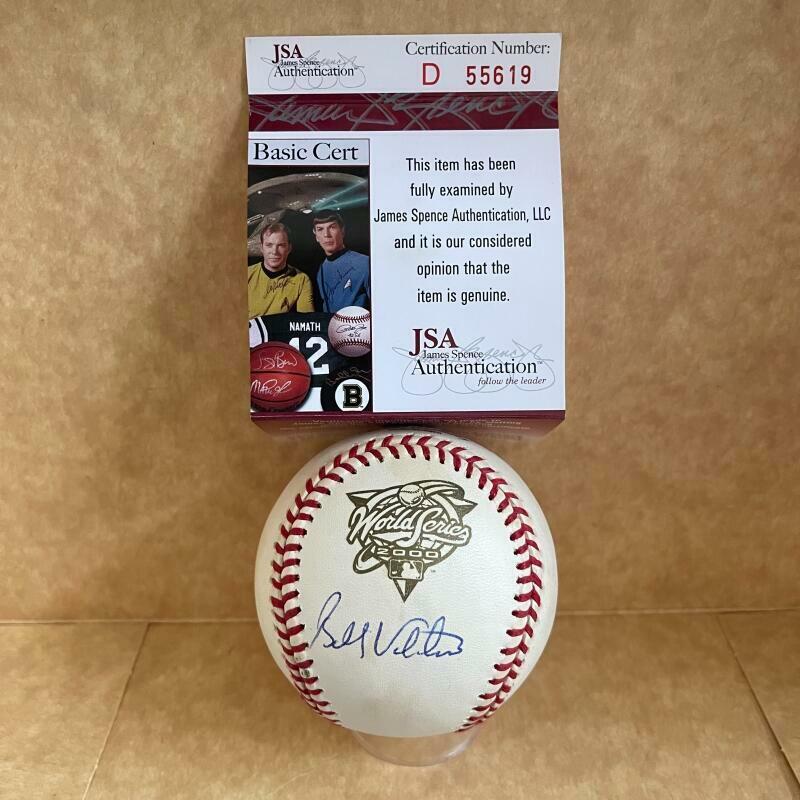 JSA
James Spence
Authentication
Certification Number:
D 55619
Basic Cert
This item has been
fully examined by
James Spence Authentication, LLC
and it is our considered
opinion that the
item is genuine.
NAMATH
12
B
JSA
James Spence
Authentication
follow the leader
World Series
2000